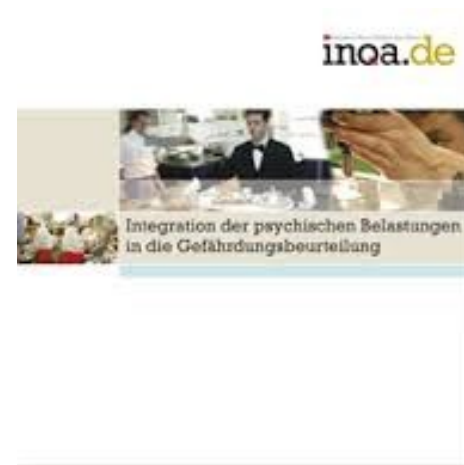 inqa.de
Integration der psychischen Belastungen
in die Gefährdungsbeurteilung